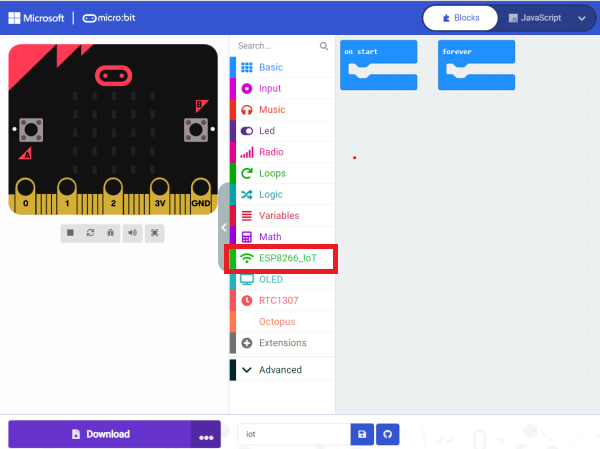 Microsoft micro:bit
Blocks JavaScript
Search...
Basic
Input
Music
Led
Radio
Loops
Logic
Variables
Math
ESP8266_IoT
OLED
RTC1307
Octopus
Extensions
Advanced
on start forever
A
B
0 1 2 3V GND
Download
iot